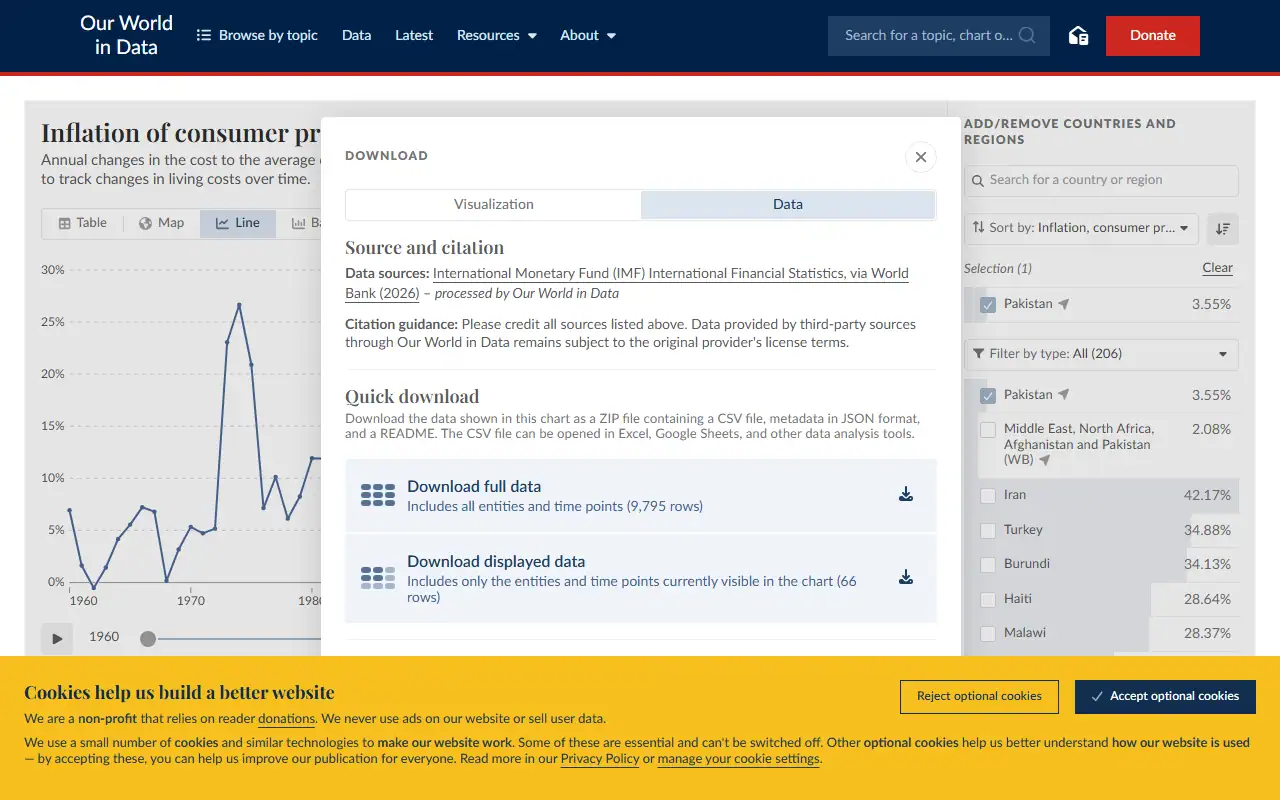 Our World
in Data
Browse by topic
Data
Latest
Resources
About
Search for a topic, chart o...
Donate
Inflation of consumer pr
Annual changes in the cost to the average
to track changes in living costs over time.
Table
Map
Line
Ba
30%
25%
20%
15%
10%
5%
0%
1960
1970
1980
1960
DOWNLOAD
Visualization
Data
Source and citation
Data sources: International Monetary Fund (IMF) International Financial Statistics, via World
Bank (2026) – processed by Our World in Data
Citation guidance: Please credit all sources listed above. Data provided by third-party sources
through Our World in Data remains subject to the original provider's license terms.
Quick download
Download the data shown in this chart as a ZIP file containing a CSV file, metadata in JSON format,
and a README. The CSV file can be opened in Excel, Google Sheets, and other data analysis tools.
Download full data
Includes all entities and time points (9,795 rows)
Download displayed data
Includes only the entities and time points currently visible in the chart (66
rows)
ADD/REMOVE COUNTRIES AND
REGIONS
Search for a country or region
Sort by: Inflation, consumer pr...
Selection (1)
Clear
Pakistan 3.55%
Filter by type: All (206)
Pakistan 3.55%
Middle East, North Africa, 2.08%
Afghanistan and Pakistan
(WB)
Iran 42.17%
Turkey 34.88%
Burundi 34.13%
Haiti 28.64%
Malawi 28.37%
Cookies help us build a better website
We are a non-profit that relies on reader donations. We never use ads on our website or sell user data.
We use a small number of cookies and similar technologies to make our website work. Some of these are essential and can't be switched off. Other optional cookies help us better understand how our website is used
— by accepting these, you can help us improve our publication for everyone. Read more in our Privacy Policy or manage your cookie settings.
Reject optional cookies
Accept optional cookies